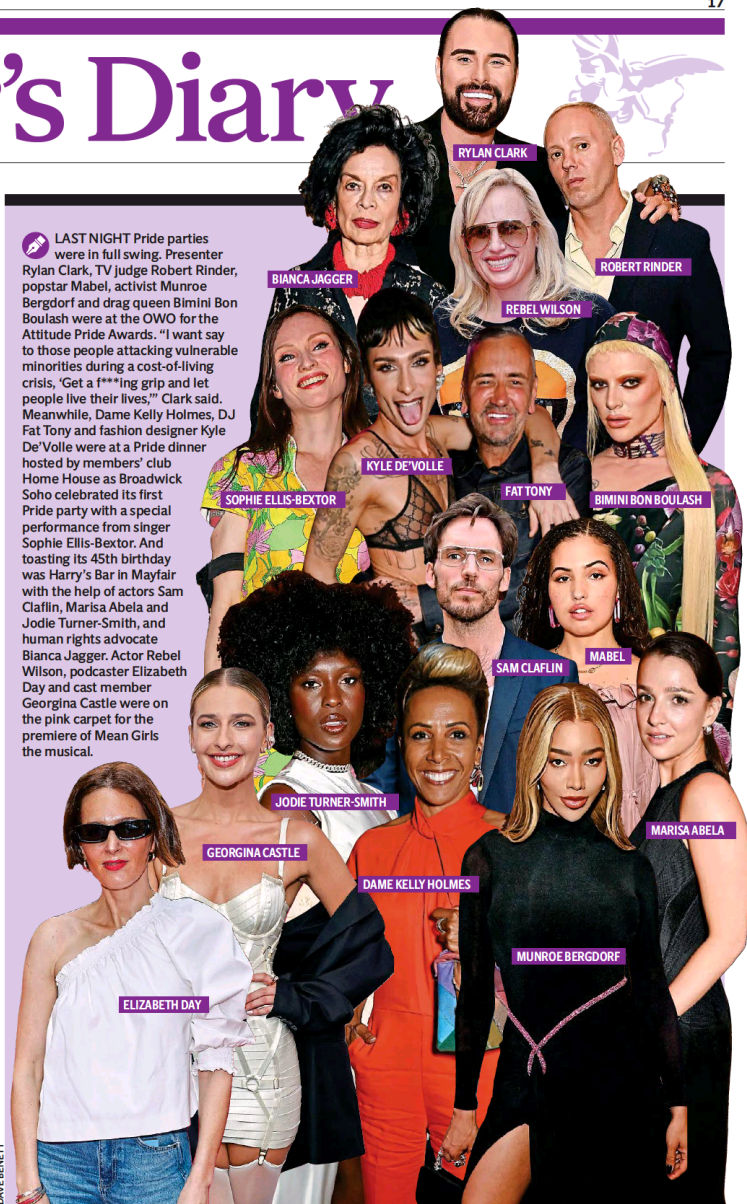 17
’s Diary
RYLAN CLARK
BIANCA JAGGER
ROBERT RINDER
REBEL WILSON
LAST NIGHT Pride parties
were in full swing. Presenter
Rylan Clark, TV judge Robert Rinder,
popstar Mabel, activist Munroe
Bergdorf and drag queen Bimini Bon
Boulash were at the OWO for the
Attitude Pride Awards. “I want say
to those people attacking vulnerable
minorities during a cost-of-living
crisis, ‘Get a f***ing grip and let
people live their lives,’” Clark said.
Meanwhile, Dame Kelly Holmes, DJ
Fat Tony and fashion designer Kyle
De’Volle were at a Pride dinner
hosted by members’ club
Home House as Broadwick
Soho celebrated its first
Pride party with a special
performance from singer
Sophie Ellis-Bextor. And
toasting its 45th birthday
was Harry’s Bar in Mayfair
with the help of actors Sam
Claflin, Marisa Abela and
Jodie Turner-Smith, and
human rights advocate
Bianca Jagger. Actor Rebel
Wilson, podcaster Elizabeth
Day and cast member
Georgina Castle were on
the pink carpet for the
premiere of Mean Girls
the musical.
KYLE DE’VOLLE
SOPHIE ELLIS-BEXTOR
FAT TONY
BIMINI BON BOULASH
SEX
SAM CLAFLIN
MABEL
JODIE TURNER-SMITH
MARISA ABELA
GEORGINA CASTLE
DAME KELLY HOLMES
MUNROE BERGDORF
ELIZABETH DAY
DAVE BENETT